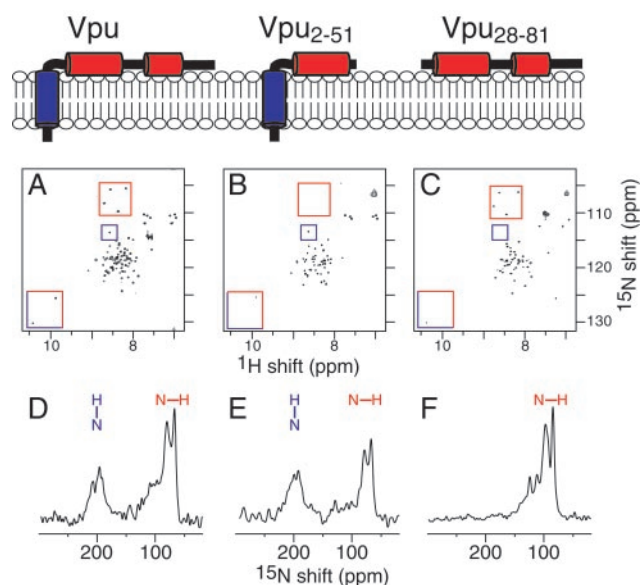 Vpu Vpu2-51 Vpu28-81
A B C
110
120
130
10 8 10 8 10 8
15N shift (ppm)
1H shift (ppm)
D H N N—H E H N N—H F N—H
200 100 200 100 200 100
15N shift (ppm)